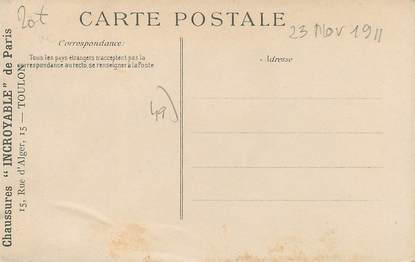 20t
CARTE POSTALE
23 Nov 1911
Correspondance:
Tous les pays étrangers n'acceptent pas la
correspondance au recto, se renseigner à la Poste
Adresse
49)
Chaussures "INCROYABLE" de Paris
15, Rue d'Alger, 15 — TOULON